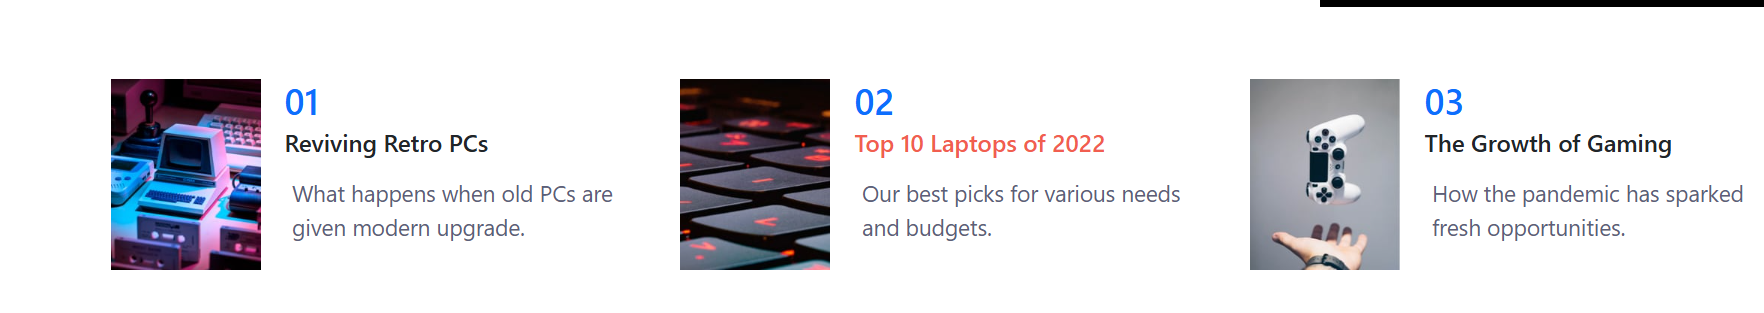 01
Reviving Retro PCs
What happens when old PCs are
given modern upgrade.
02
Top 10 Laptops of 2022
Our best picks for various needs
and budgets.
03
The Growth of Gaming
How the pandemic has sparked
fresh opportunities.